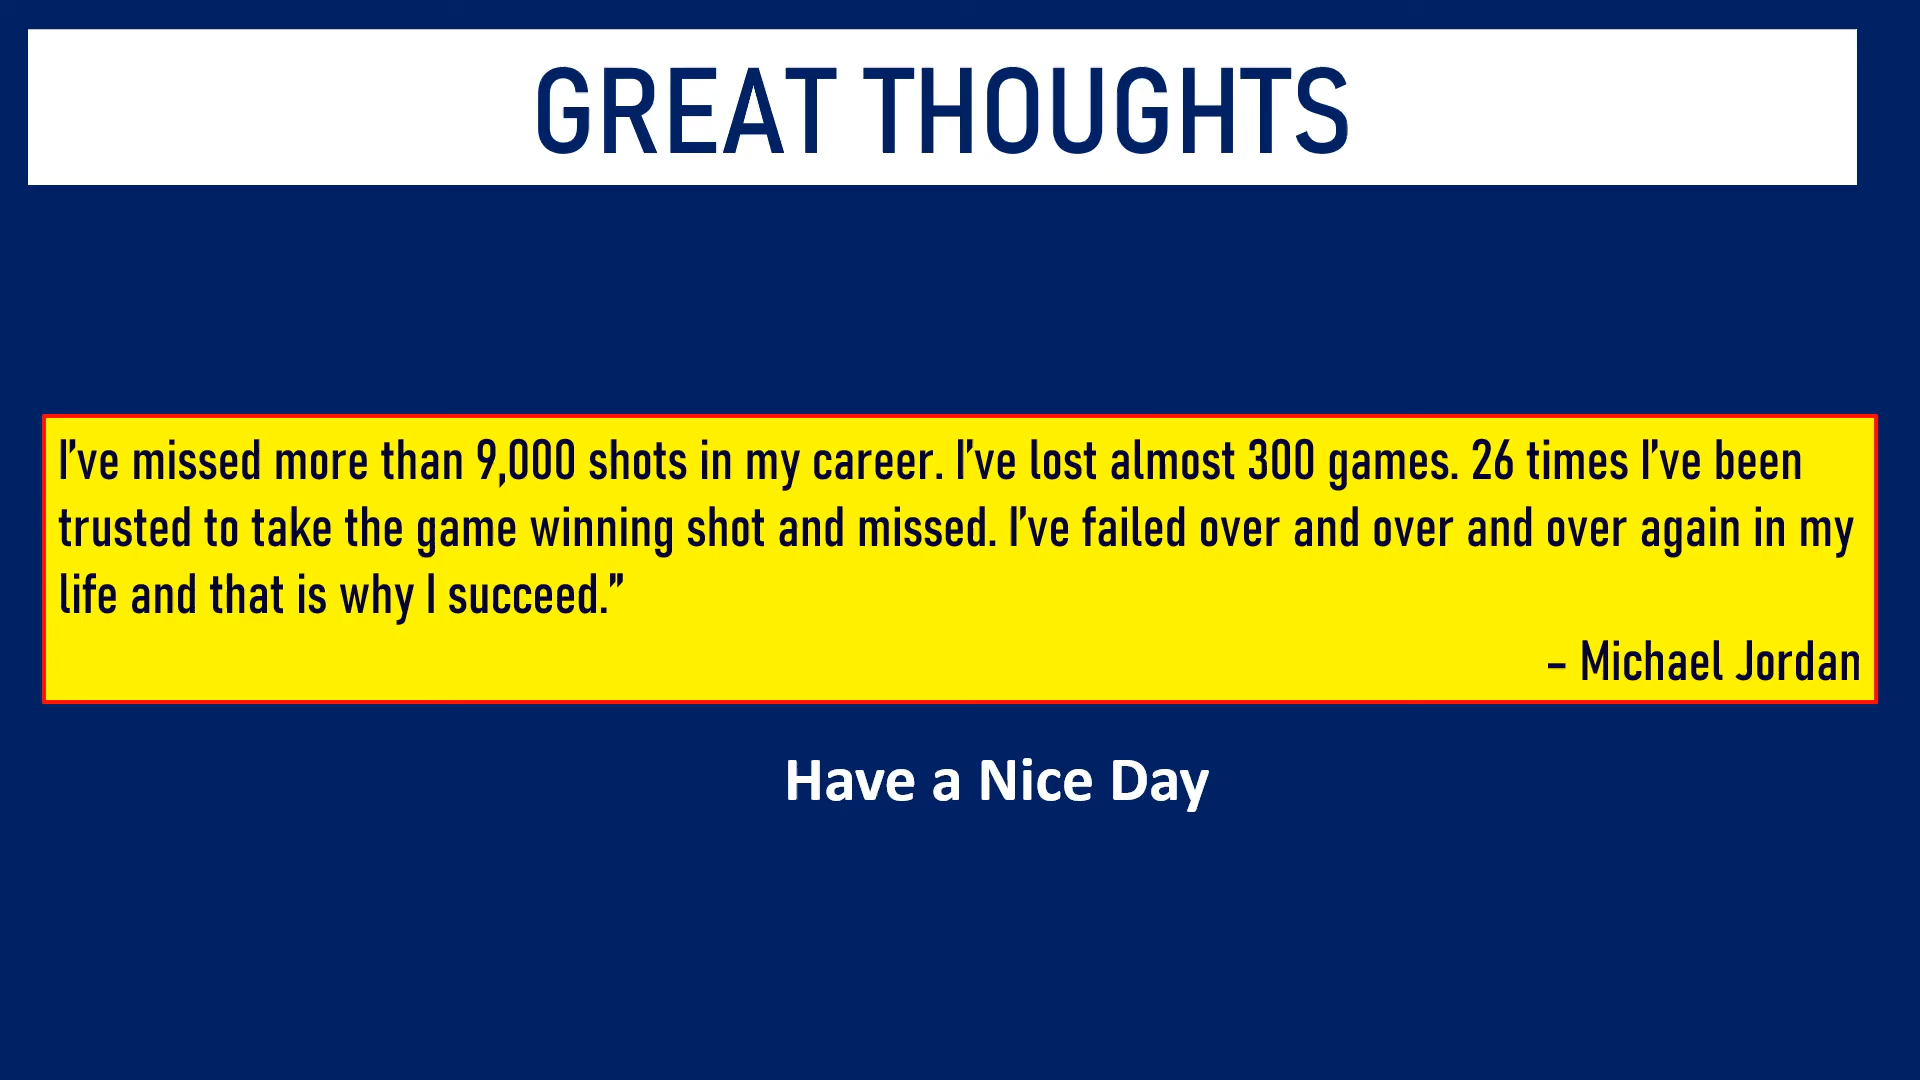 GREAT THOUGHTS
I’ve missed more than 9,000 shots in my career. I’ve lost almost 300 games. 26 times I’ve been
trusted to take the game winning shot and missed. I’ve failed over and over and over again in my
life and that is why I succeed.”
– Michael Jordan
Have a Nice Day